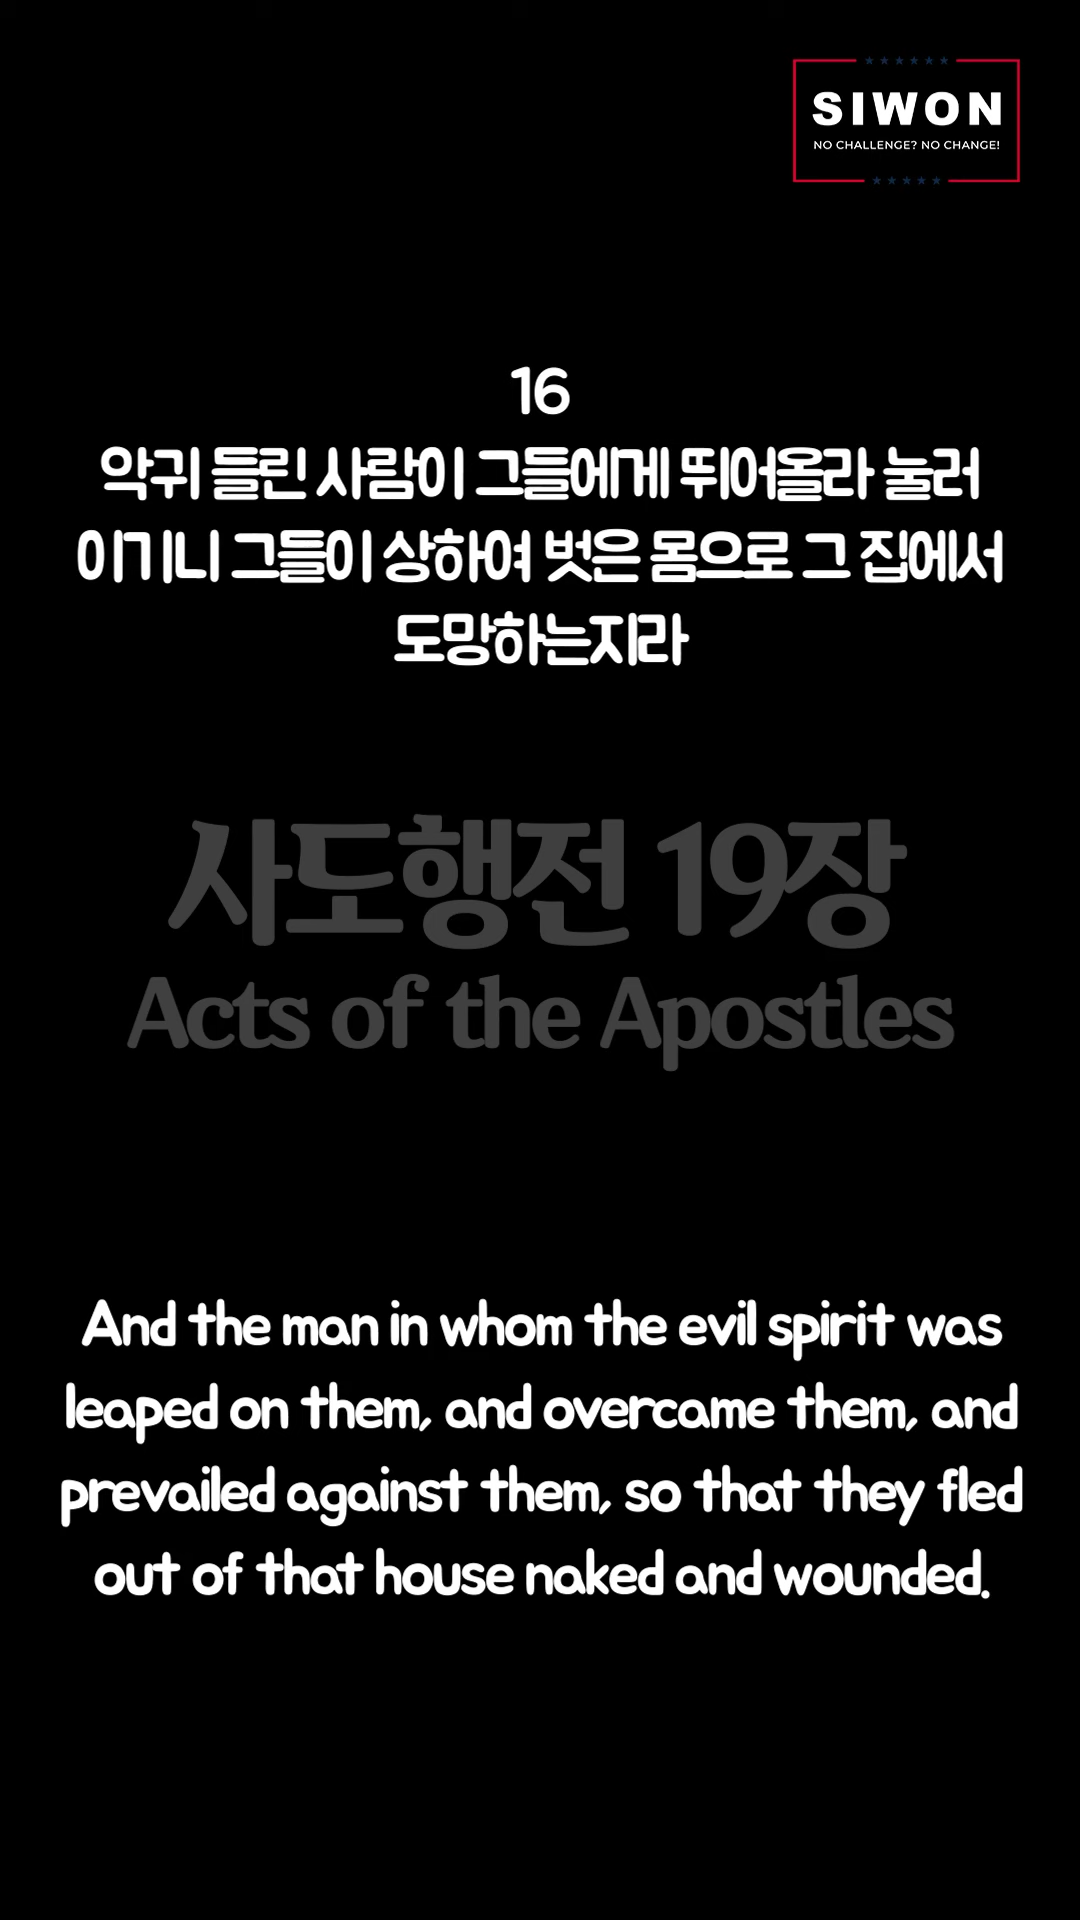 SIWON
NO CHALLENGE? NO CHANGE!
16
악귀 들린 사람이 그들에게 뛰어올라 눌러
이기니 그들이 상하여 벗은 몸으로 그 집에서
도망하는지라
사도행전 19장
Acts of the Apostles
And the man in whom the evil spirit was
leaped on them, and overcame them, and
prevailed against them, so that they fled
out of that house naked and wounded.